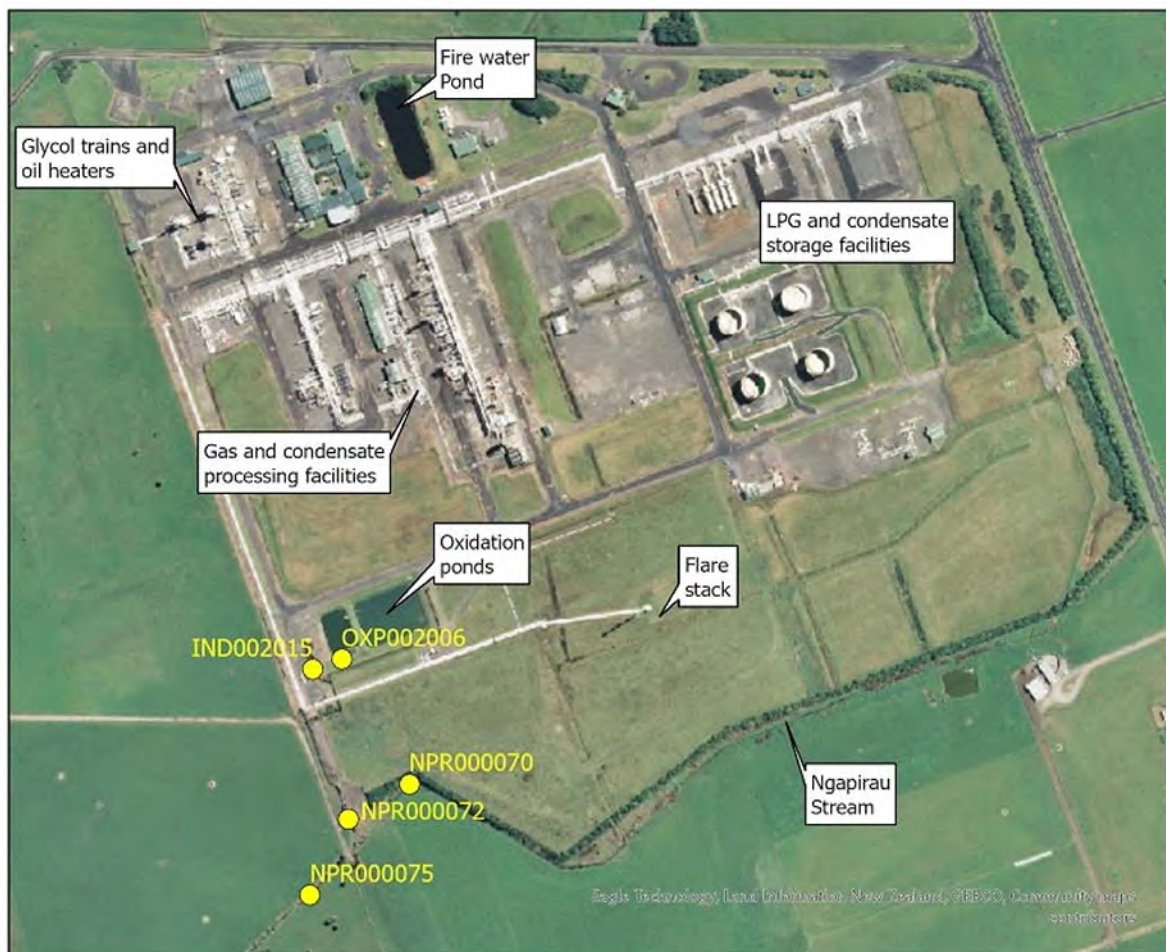 Fire water
Pond
Glycol trains and
oil heaters
LPG and condensate
storage facilities
Gas and condensate
processing facilities
Oxidation
ponds
Flare
stack
IND002015
OXP002006
NPR000070
NPR000072
Ngapirau
Stream
NPR000075
Eagle Technology, Land Information New Zealand, GEBCO, Community maps
contributors